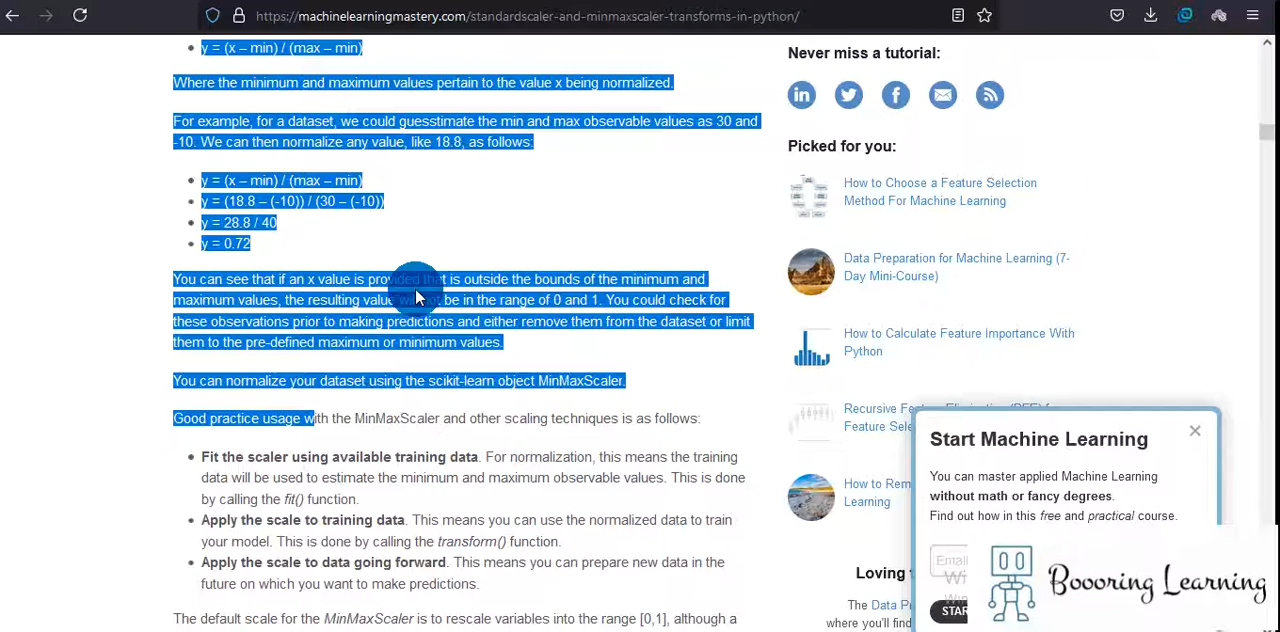 https://machinelearningmastery.com/standardscaler-and-minmaxscaler-transforms-in-python/
y = (x – min) / (max – min)
Where the minimum and maximum values pertain to the value x being normalized.
For example, for a dataset, we could guesstimate the min and max observable values as 30 and
-10. We can then normalize any value, like 18.8, as follows:
y = (x – min) / (max – min)
y = (18.8 – (-10)) / (30 – (-10))
y = 28.8 / 40
y = 0.72
You can see that if an x value is provided that is outside the bounds of the minimum and
maximum values, the resulting value will not be in the range of 0 and 1. You could check for
these observations prior to making predictions and either remove them from the dataset or limit
them to the pre-defined maximum or minimum values.
You can normalize your dataset using the scikit-learn object MinMaxScaler.
Good practice usage with the MinMaxScaler and other scaling techniques is as follows:
Fit the scaler using available training data. For normalization, this means the training
data will be used to estimate the minimum and maximum observable values. This is done
by calling the fit() function.
Apply the scale to training data. This means you can use the normalized data to train
your model. This is done by calling the transform() function.
Apply the scale to data going forward. This means you can prepare new data in the
future on which you want to make predictions.
The default scale for the MinMaxScaler is to rescale variables into the range [0,1], although a
Never miss a tutorial:
Picked for you:
How to Choose a Feature Selection
Method For Machine Learning
Data Preparation for Machine Learning (7-
Day Mini-Course)
How to Calculate Feature Importance With
Python
Recursive
Feature
How to
Learning
Loving
The Data
where you'll find
Start Machine Learning
You can master applied Machine Learning
without math or fancy degrees.
Find out how in this free and practical course.
Email
Boooring Learning